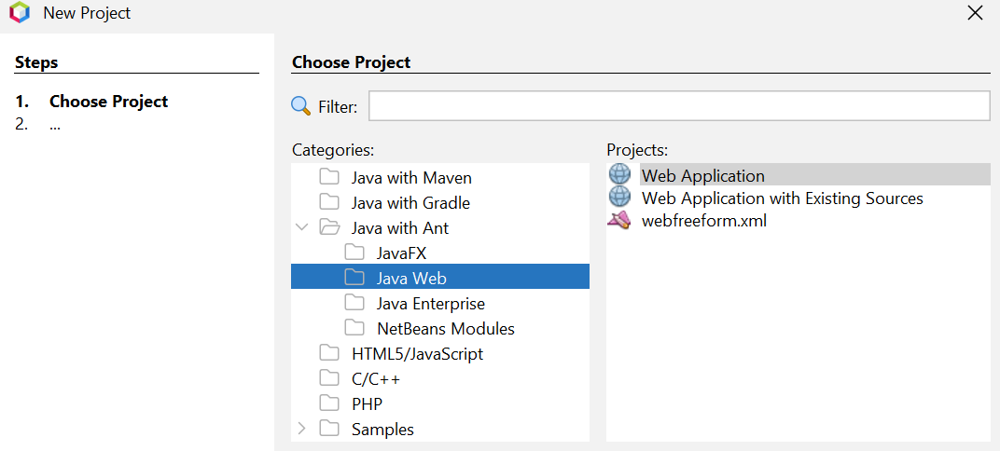 New Project
Steps
1. Choose Project
2. ...
Choose Project
Filter:
Categories:
Java with Maven
Java with Gradle
Java with Ant
JavaFX
Java Web
Java Enterprise
NetBeans Modules
HTML5/JavaScript
C/C++
PHP
Samples
Projects:
Web Application
Web Application with Existing Sources
webfreeform.xml